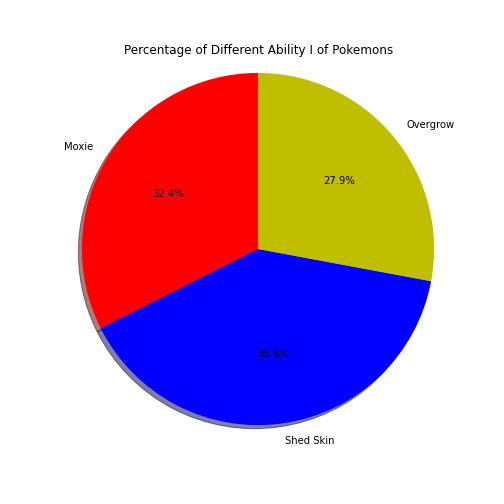 Percentage of Different Ability I of Pokemons
Overgrow
Moxie
27.9%
32.4%
39.6%
Shed Skin